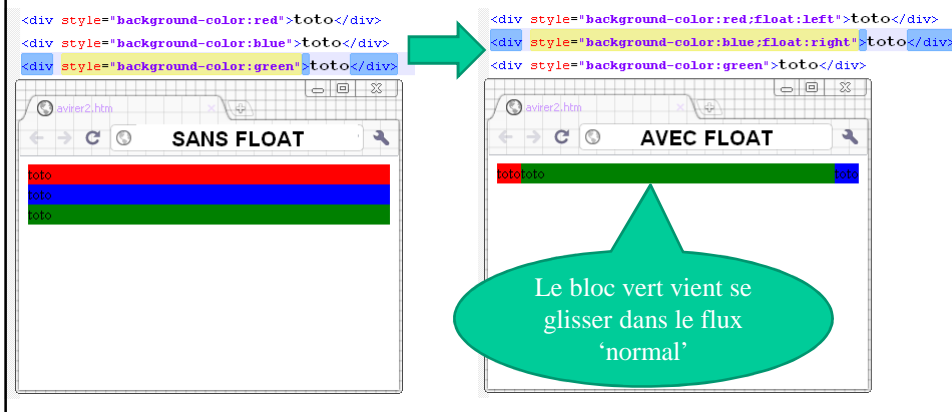 <div style="background-color:red">toto</div>
<div style="background-color:blue">toto</div>
<div style="background-color:green">toto</div>
avirer2.htm
SANS FLOAT
toto
toto
toto
<div style="background-color:red;float:left">toto</div>
<div style="background-color:blue;float:right">toto</div>
<div style="background-color:green">toto</div>
avirer2.htm
AVEC FLOAT
totototo toto
Le bloc vert vient se
glisser dans le flux
‘normal’